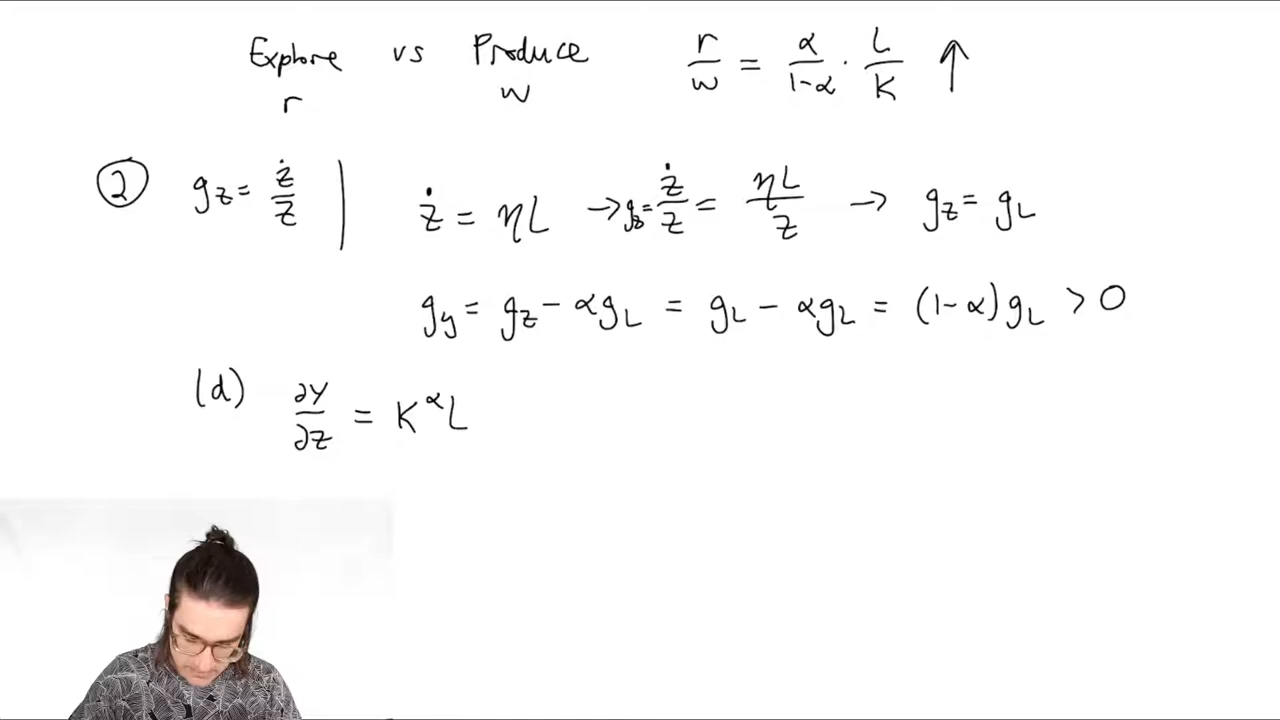 Explore vs Produce r/w = α/(1-α) · L/K ↑
r w
② g_z = ż/z | ż = ηL → g_z = ż/z = ηL/z → g_z = g_L
g_y = g_z - αg_L = g_L - αg_L = (1-α)g_L > 0
(d) ∂Y/∂z = K^α L